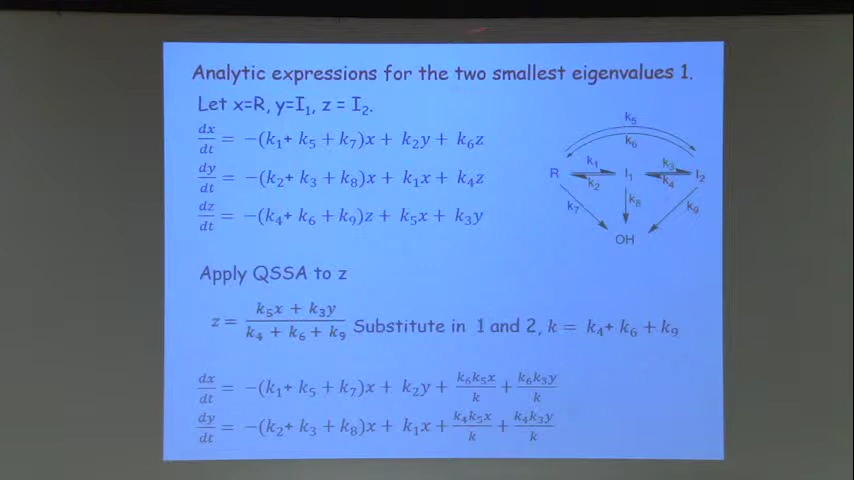 Analytic expressions for the two smallest eigenvalues 1.
Let x=R, y=I₁, z = I₂.
dx/dt = −(k₁+ k₅ + k₇)x + k₂y + k₆z
dy/dt = −(k₂+ k₃ + k₈)x + k₁x + k₄z
dz/dt = −(k₄+ k₆ + k₉)z + k₅x + k₃y
k₅
k₆
R k₁ k₂ I₁ k₃ k₄ I₂
k₇ k₈ k₉
OH
Apply QSSA to z
z = (k₅x + k₃y)/(k₄ + k₆ + k₉) Substitute in 1 and 2, k = k₄+ k₆ + k₉
dx/dt = −(k₁+ k₅ + k₇)x + k₂y + k₆k₅x/k + k₆k₃y/k
dy/dt = −(k₂+ k₃ + k₈)x + k₁x + k₄k₅x/k + k₄k₃y/k